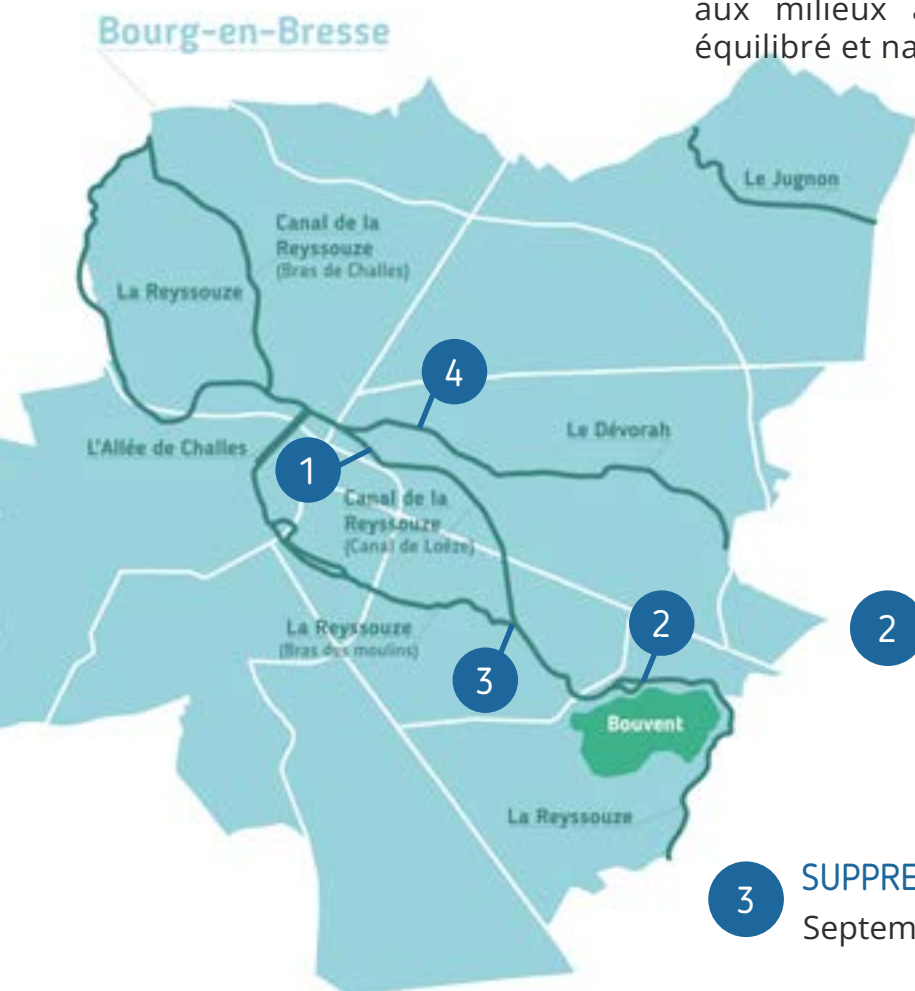 aux milieux a
équilibré et na
Bourg-en-Bresse
Le Jugnon
Canal de la
Reyssouze
(Bras de Challes)
La Reyssouze
4
Le Dévorah
L'Allée de Challes
1
Canal de la
Reyssouze
(Canal de Loëze)
La Reyssouze
(Bras des moulins)
2
2
3
Bouvent
La Reyssouze
3
SUPPRE
Septem